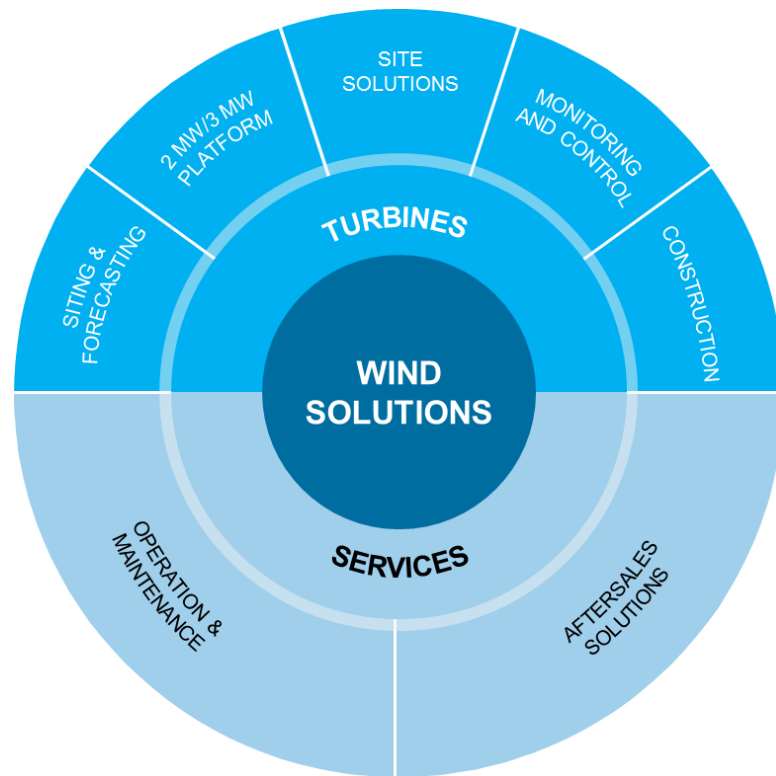 SITE
SOLUTIONS
2 MW/3 MW
PLATFORM
MONITORING
AND CONTROL
SITING &
FORECASTING
CONSTRUCTION
TURBINES
WIND
SOLUTIONS
SERVICES
OPERATION &
MAINTENANCE
AFTERSALES
SOLUTIONS